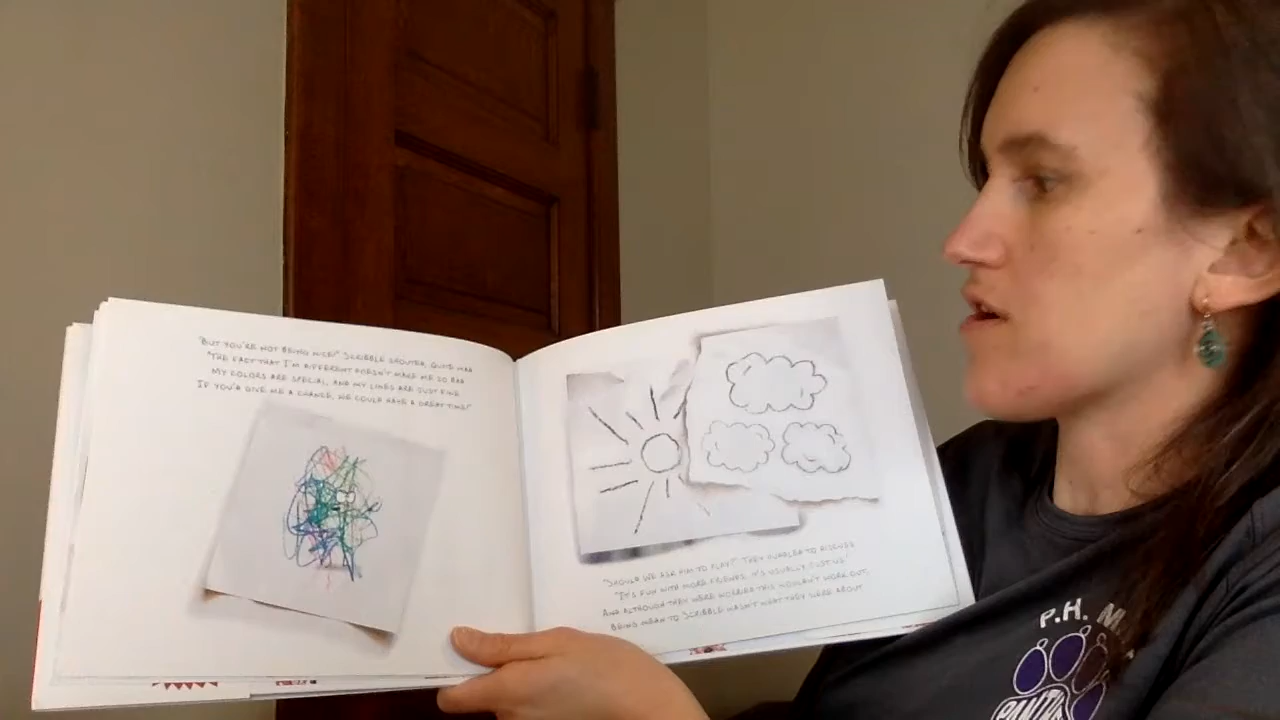 "BUT YOU'RE NOT BEING NICE!" SCRIBBLE SHOUTED, QUITE MAD
"THE FACT THAT I'M DIFFERENT DOESN'T MAKE ME SO BAD
MY COLORS ARE SPECIAL, AND MY LINES ARE JUST FINE
IF YOU'D GIVE ME A CHANCE, WE COULD HAVE A GREAT TIME!"
"SHOULD WE ASK HIM TO PLAY?" THEY HUDDLED TO DISCUSS
"IT'S FUN WITH MORE FRIENDS, IT'S USUALLY JUST US"
AND ALTHOUGH THEY WERE WORRIED THIS WOULDN'T WORK OUT,
BEING MEAN TO SCRIBBLE WASN'T WHAT THEY WERE ABOUT
P.H. M